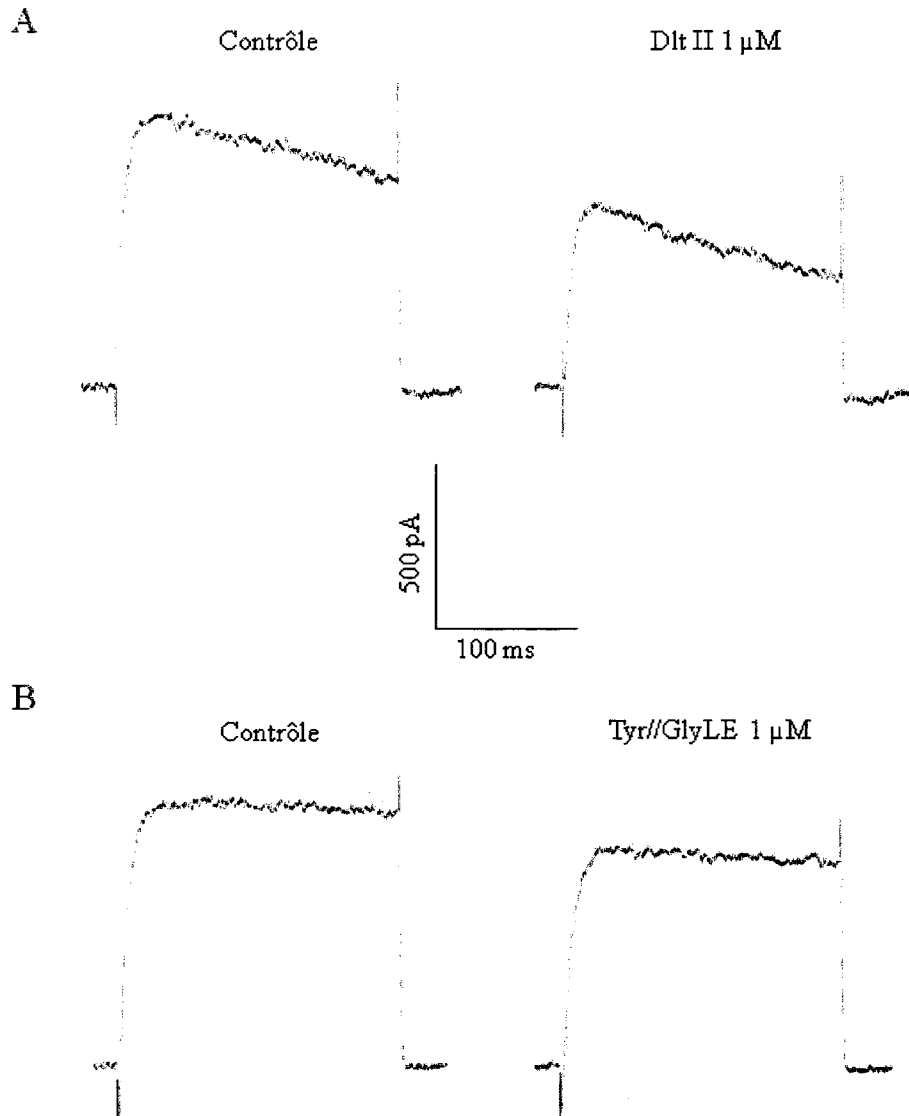 A
Contrôle
Dlt II 1 µM
500 pA
100 ms
B
Contrôle
Tyr//GlyLE 1 µM